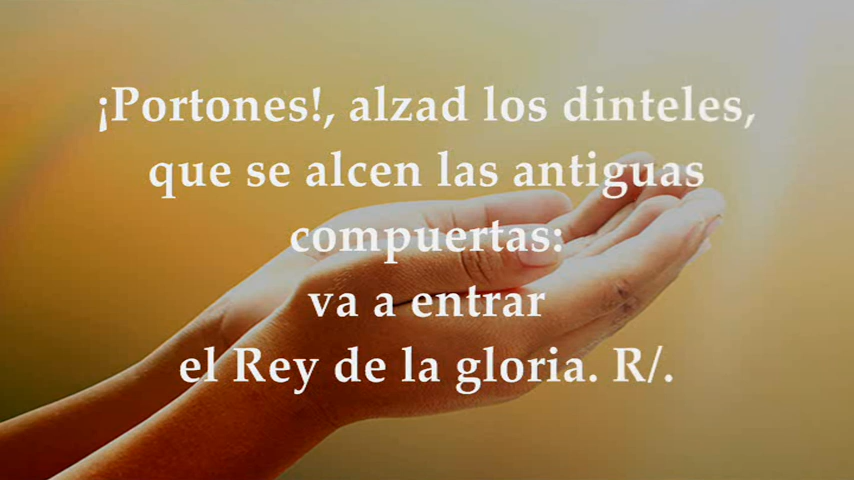 ¡Portones!, alzad los dinteles,
que se alcen las antiguas
compuertas:
va a entrar
el Rey de la gloria. R/.